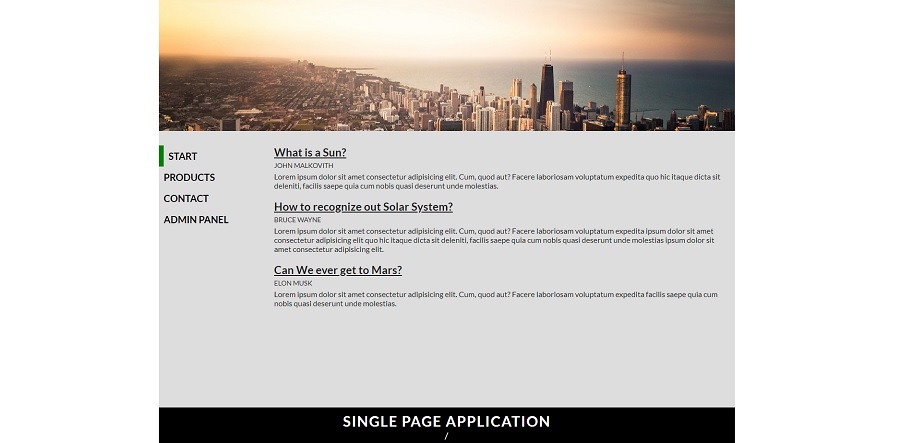 START
PRODUCTS
CONTACT
ADMIN PANEL
What is a Sun?
JOHN MALKOVITH
Lorem ipsum dolor sit amet consectetur adipisicing elit. Cum, quod aut? Facere laboriosam voluptatum expedita quo hic itaque dicta sit
deleniti, facilis saepe quia cum nobis quasi deserunt unde molestias.
How to recognize out Solar System?
BRUCE WAYNE
Lorem ipsum dolor sit amet consectetur adipisicing elit. Cum, quod aut? Facere laboriosam voluptatum expedita ipsum dolor sit amet
consectetur adipisicing elit quo hic itaque dicta sit deleniti, facilis saepe quia cum nobis quasi deserunt unde molestias ipsum dolor sit
amet consectetur adipisicing elit.
Can We ever get to Mars?
ELON MUSK
Lorem ipsum dolor sit amet consectetur adipisicing elit. Cum, quod aut? Facere laboriosam voluptatum expedita facilis saepe quia cum
nobis quasi deserunt unde molestias.
SINGLE PAGE APPLICATION
/